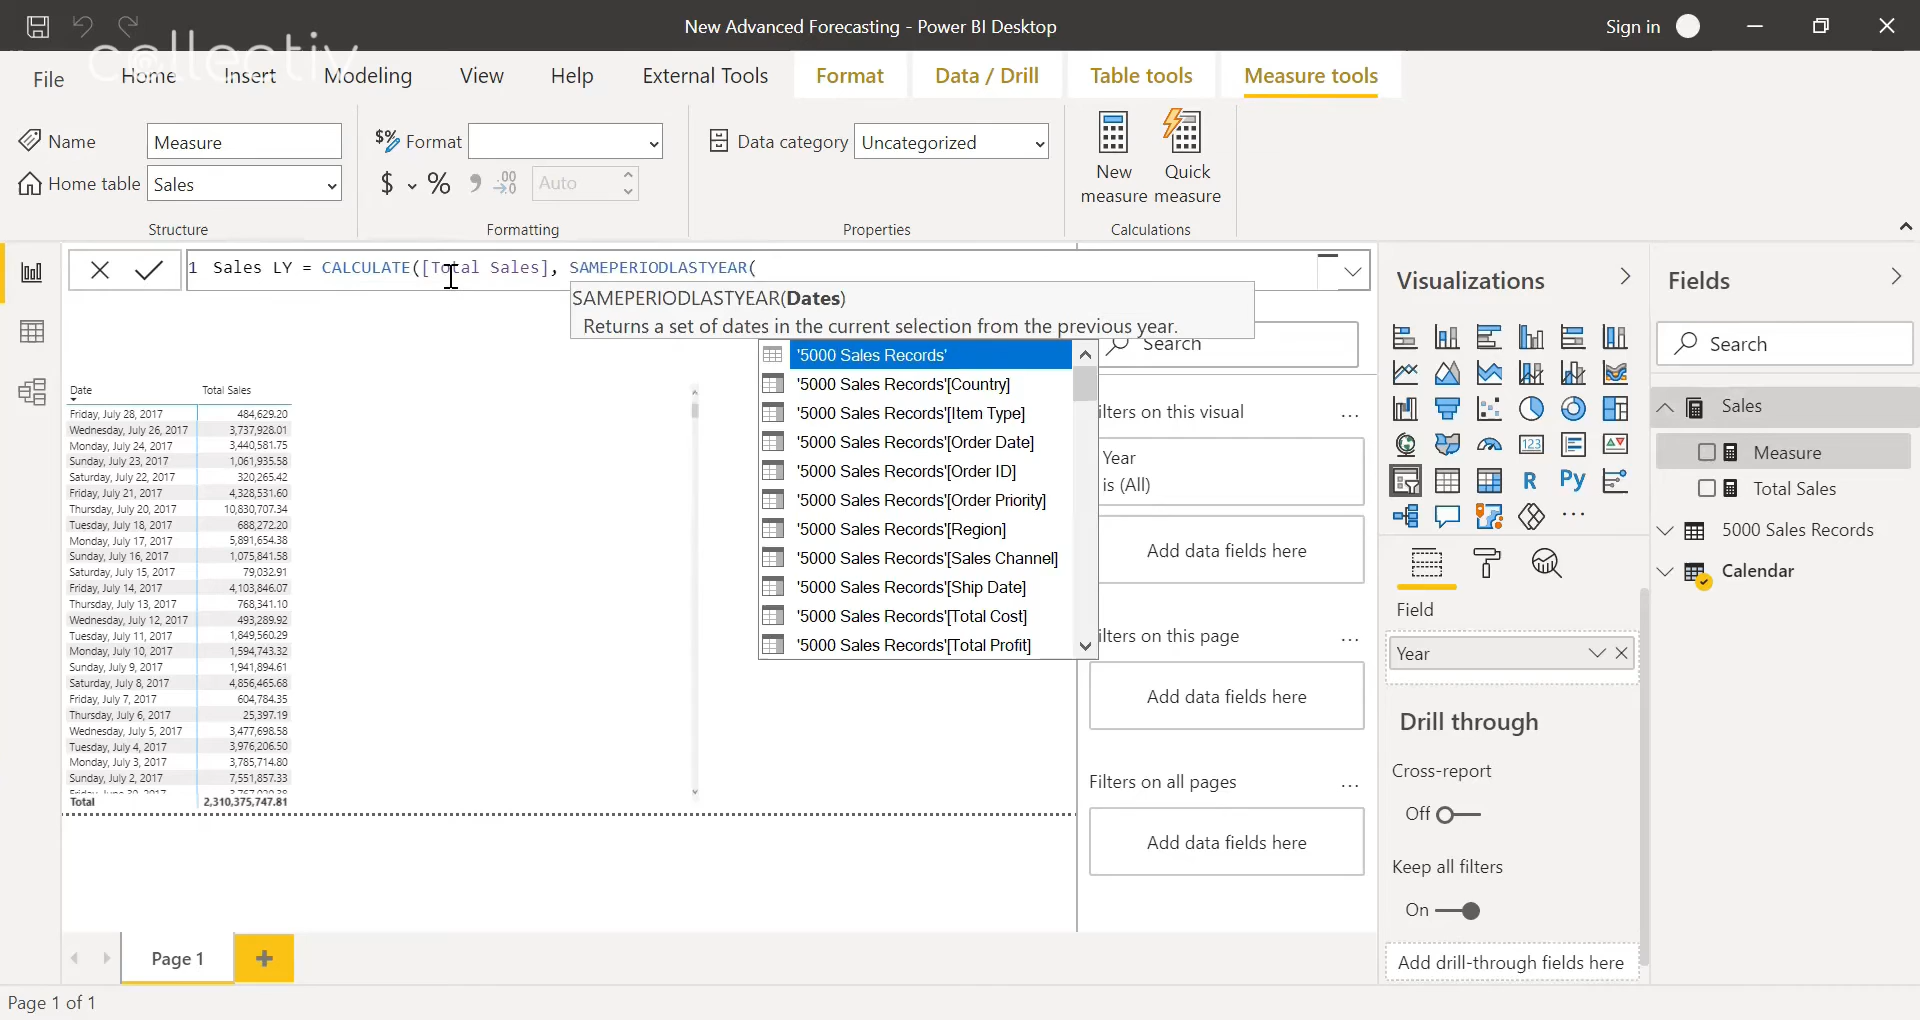 New Advanced Forecasting - Power BI Desktop
Sign in
collectiv
File
Home
Insert
Modeling
View
Help
External Tools
Format
Data / Drill
Table tools
Measure tools
Name
Measure
$% Format
Data category
Uncategorized
New
measure
Quick
measure
Home table
Sales
$
%
Auto
Structure
Formatting
Properties
Calculations
1 Sales LY = CALCULATE([Total Sales], SAMEPERIODLASTYEAR(
SAMEPERIODLASTYEAR(Dates)
Returns a set of dates in the current selection from the previous year.
'5000 Sales Records'
'5000 Sales Records'[Country]
'5000 Sales Records'[Item Type]
'5000 Sales Records'[Order Date]
'5000 Sales Records'[Order ID]
'5000 Sales Records'[Order Priority]
'5000 Sales Records'[Region]
'5000 Sales Records'[Sales Channel]
'5000 Sales Records'[Ship Date]
'5000 Sales Records'[Total Cost]
'5000 Sales Records'[Total Profit]
Date Total Sales
Friday, July 28, 2017 484,629.20
Wednesday, July 26, 2017 3,737,928.01
Monday, July 24, 2017 3,440,581.75
Sunday, July 23, 2017 1,061,935.58
Saturday, July 22, 2017 320,265.42
Friday, July 21, 2017 4,328,531.60
Thursday, July 20, 2017 10,830,707.34
Tuesday, July 18, 2017 688,272.20
Monday, July 17, 2017 5,891,654.38
Sunday, July 16, 2017 1,075,841.58
Saturday, July 15, 2017 79,032.91
Friday, July 14, 2017 4,103,846.07
Thursday, July 13, 2017 768,341.10
Wednesday, July 12, 2017 493,289.92
Tuesday, July 11, 2017 1,849,560.29
Monday, July 10, 2017 1,594,743.32
Sunday, July 9, 2017 1,941,894.61
Saturday, July 8, 2017 4,856,465.68
Friday, July 7, 2017 604,784.35
Thursday, July 6, 2017 25,397.19
Wednesday, July 5, 2017 3,477,698.58
Tuesday, July 4, 2017 3,976,206.50
Monday, July 3, 2017 3,785,714.80
Sunday, July 2, 2017 7,551,857.33
Total 2,310,375,747.81
Search
ilters on this visual ...
Year
is (All)
Add data fields here
ilters on this page ...
Add data fields here
Filters on all pages ...
Add data fields here
Visualizations
123
R
Py
...
Field
Year
Drill through
Cross-report
Off
Keep all filters
On
Add drill-through fields here
Fields
Search
Sales
Measure
Total Sales
5000 Sales Records
Calendar
Page 1
+
Page 1 of 1